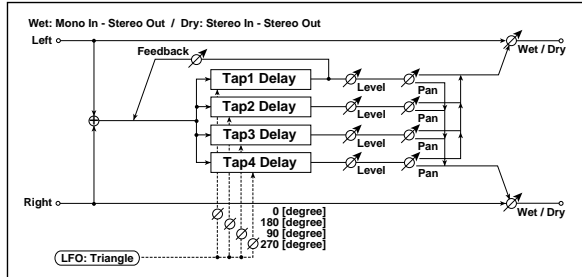 Wet: Mono In - Stereo Out / Dry: Stereo In - Stereo Out
Left
Wet / Dry
Feedback
Tap1 Delay
Level
Pan
Tap2 Delay
Level
Pan
Tap3 Delay
Level
Pan
Tap4 Delay
Level
Pan
Right
Wet / Dry
0 [degree]
180 [degree]
90 [degree]
270 [degree]
LFO: Triangle